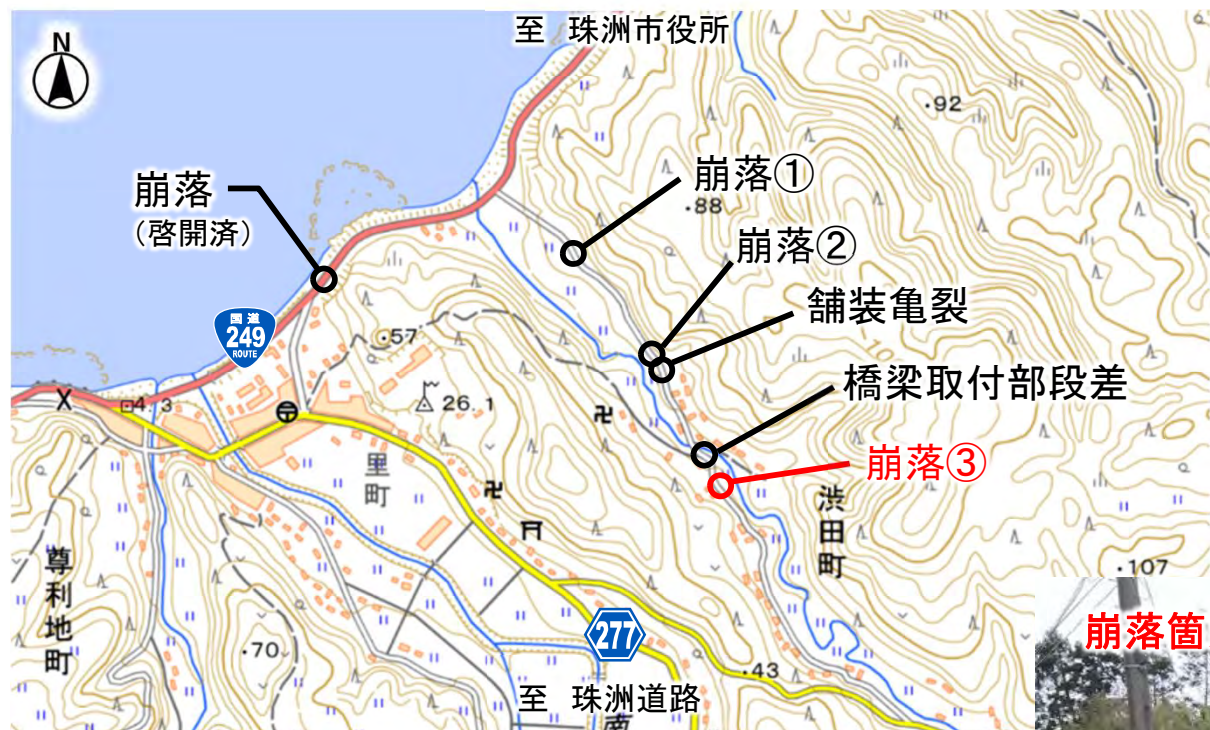 至 珠洲市役所
N
・92
崩落①
・88
崩落
(啓開済)
崩落②
舗装亀裂
国道
249
ROUTE
・57
橋梁取付部段差
4.3
26.1
崩落③
里町
渋田町
尊利地町
・107
崩落箇
277
・70
・43
至 珠洲道路
南